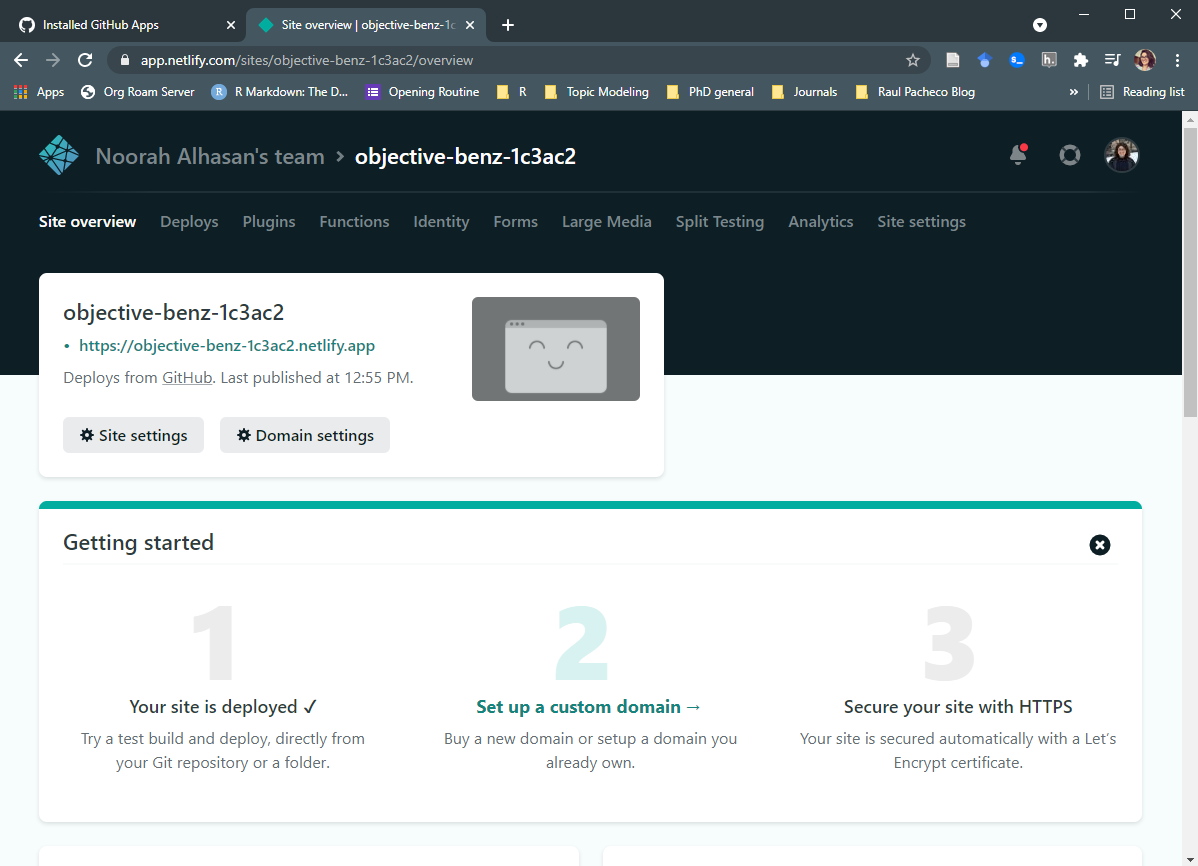 Installed GitHub Apps
Site overview | objective-benz-1c
app.netlify.com/sites/objective-benz-1c3ac2/overview
Apps
Org Roam Server
R Markdown: The D...
Opening Routine
R
Topic Modeling
PhD general
Journals
Raul Pacheco Blog
»
Reading list
Noorah Alhasan's team > objective-benz-1c3ac2
Site overview Deploys Plugins Functions Identity Forms Large Media Split Testing Analytics Site settings
objective-benz-1c3ac2
• https://objective-benz-1c3ac2.netlify.app
Deploys from GitHub. Last published at 12:55 PM.
Site settings
Domain settings
Getting started
1
Your site is deployed ✓
Try a test build and deploy, directly from
your Git repository or a folder.
2
Set up a custom domain →
Buy a new domain or setup a domain you
already own.
3
Secure your site with HTTPS
Your site is secured automatically with a Let’s
Encrypt certificate.